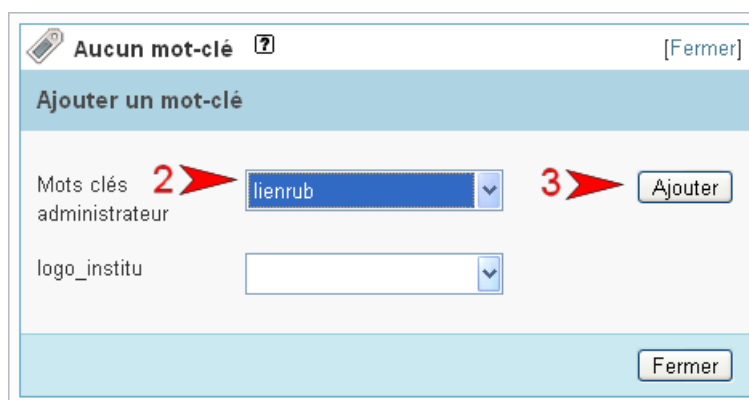 Aucun mot-clé ? [Fermer]
Ajouter un mot-clé
Mots clés administrateur 2 lienrub 3 Ajouter
logo_institu
Fermer